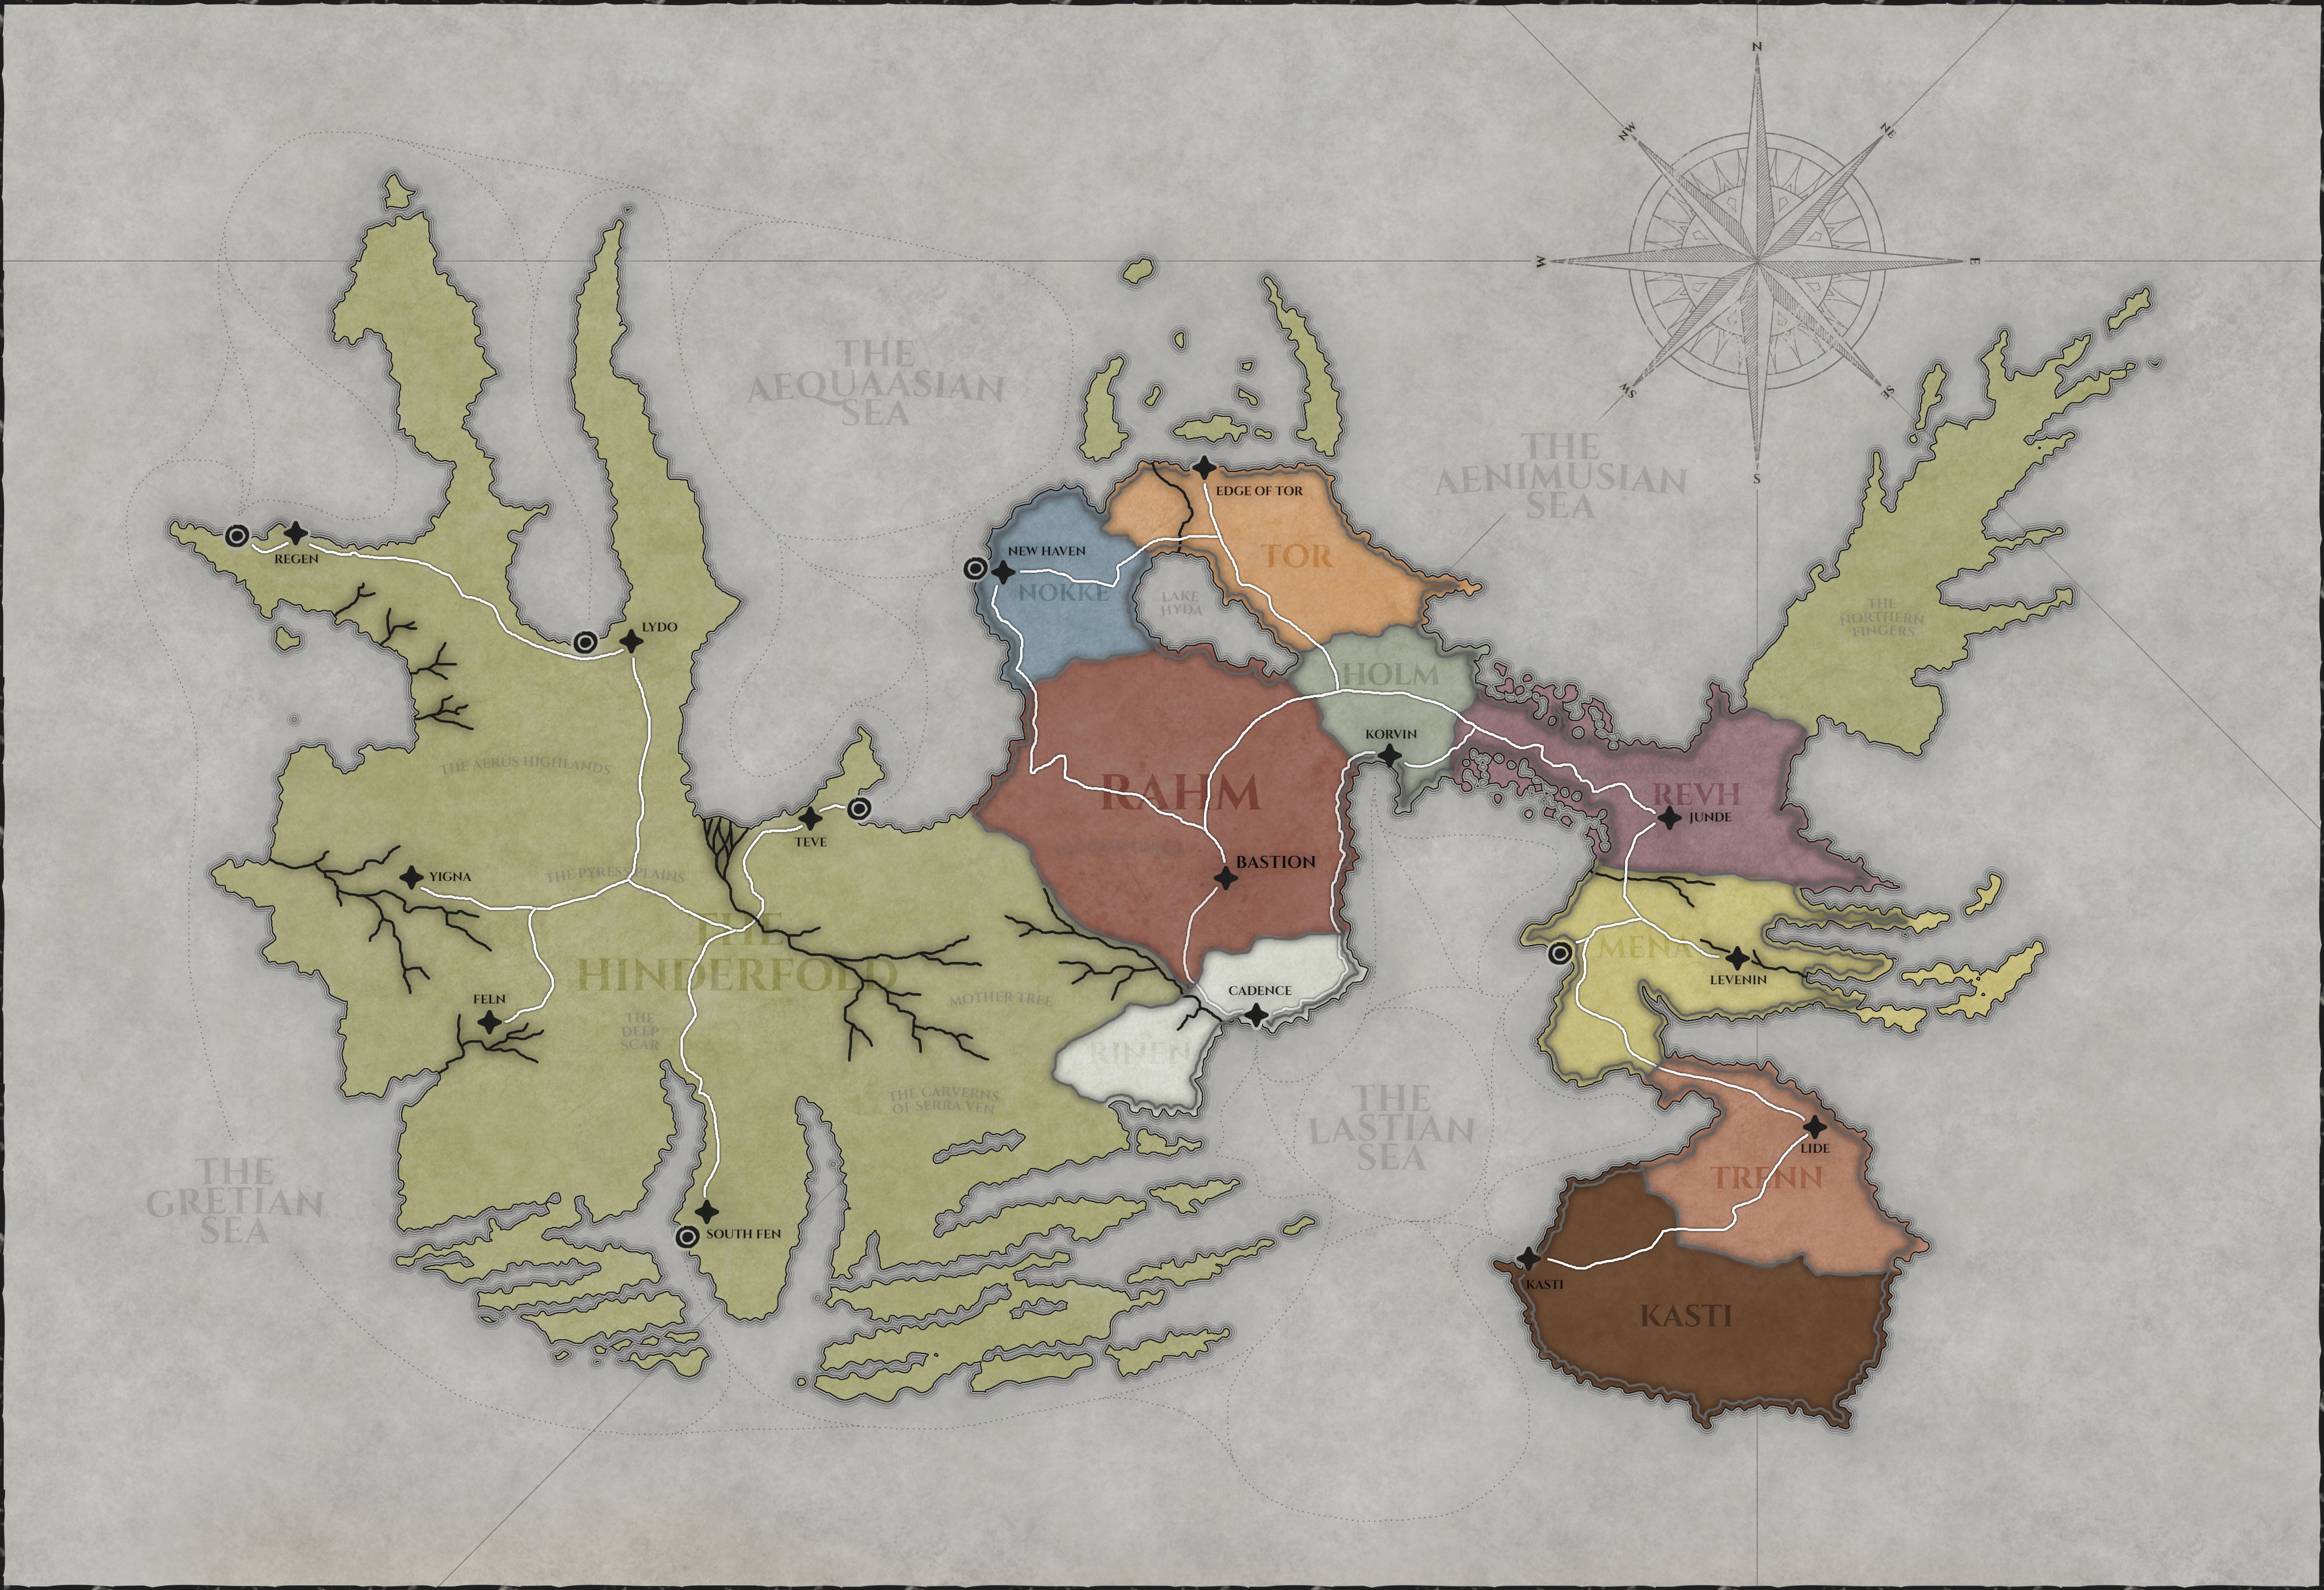 N
NW
NE
W
E
SW
SE
S
THE
AEQUAASIAN
SEA
THE
AENIMUSIAN
SEA
EDGE OF TOR
TOR
NEW HAVEN
NOKKE
LAKE
HYDA
REGEN
LYDO
THE
NORTHERN
FINGERS
HOLM
KORVIN
THE AERUS HIGHLANDS
RAHM
REVH
JUNDE
TEVE
BASTION
YIGNA
THE PYRESS PLAINS
THE
HINDERFOLD
MENA
LEVENIN
CADENCE
FELN
MOTHER TREE
THE
DEEP
SCAR
RINEN
THE CARVERNS
OF SERRA VEN
THE
LASTIAN
SEA
LIDE
TRENN
THE
GRETIAN
SEA
SOUTH FEN
KASTI
KASTI